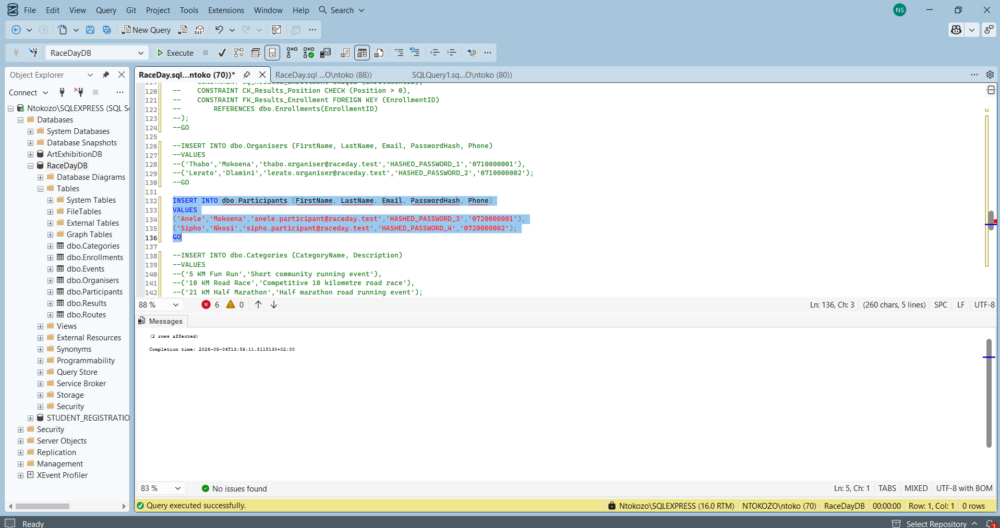 File Edit View Query Git Project Tools Extensions Window Help Search NS
New Query DAX
RaceDayDB Execute
Object Explorer
Connect
Ntokozo\SQLEXPRESS (SQL S
Databases
System Databases
Database Snapshots
ArtExhibitionDB
RaceDayDB
Database Diagrams
Tables
System Tables
FileTables
External Tables
Graph Tables
dbo.Categories
dbo.Enrollments
dbo.Events
dbo.Organisers
dbo.Participants
dbo.Results
dbo.Routes
Views
External Resources
Synonyms
Programmability
Query Store
Service Broker
Storage
Security
STUDENT_REGISTRATIO
Security
Server Objects
Replication
Management
XEvent Profiler
RaceDay.sql...ntoko (70))* RaceDay.sql ...O\ntoko (88)) SQLQuery1.sq...O\ntoko (80))
120 -- CONSTRAINT CK_Results_Position CHECK (Position > 0),
121 -- CONSTRAINT FK_Results_Enrollment FOREIGN KEY (EnrollmentID)
122 -- REFERENCES dbo.Enrollments(EnrollmentID)
123 --);
124 --GO
125
126 --INSERT INTO dbo.Organisers (FirstName, LastName, Email, PasswordHash, Phone)
127 --VALUES
128 --('Thabo','Mokoena','thabo.organiser@raceday.test','HASHED_PASSWORD_1','0710000001'),
129 --('Lerato','Dlamini','lerato.organiser@raceday.test','HASHED_PASSWORD_2','0710000002');
130 --GO
131
132 INSERT INTO dbo.Participants (FirstName, LastName, Email, PasswordHash, Phone)
133 VALUES
134 ('Anele','Mokoena','anele.participant@raceday.test','HASHED_PASSWORD_3','0720000001'),
135 ('Sipho','Nkosi','sipho.participant@raceday.test','HASHED_PASSWORD_4','0720000002');
136 GO
137
138 --INSERT INTO dbo.Categories (CategoryName, Description)
139 --VALUES
140 --('5 KM Fun Run','Short community running event'),
141 --('10 KM Road Race','Competitive 10 kilometre road race'),
142 --('21 KM Half Marathon','Half marathon road running event');
88 % 6 0 Ln: 136, Ch: 3 (260 chars, 5 lines) SPC LF UTF-8
Messages
(2 rows affected)
Completion time: 2026-09-04T13:59:11.5118130+02:00
83 % No issues found Ln: 5, Ch: 1 TABS MIXED UTF-8 with BOM
Query executed successfully. Ntokozo\SQLEXPRESS (16.0 RTM) NTOKOZO\ntoko (70) RaceDayDB 00:00:00 Row: 1, Col: 1 0 rows
Ready Select Repository 1